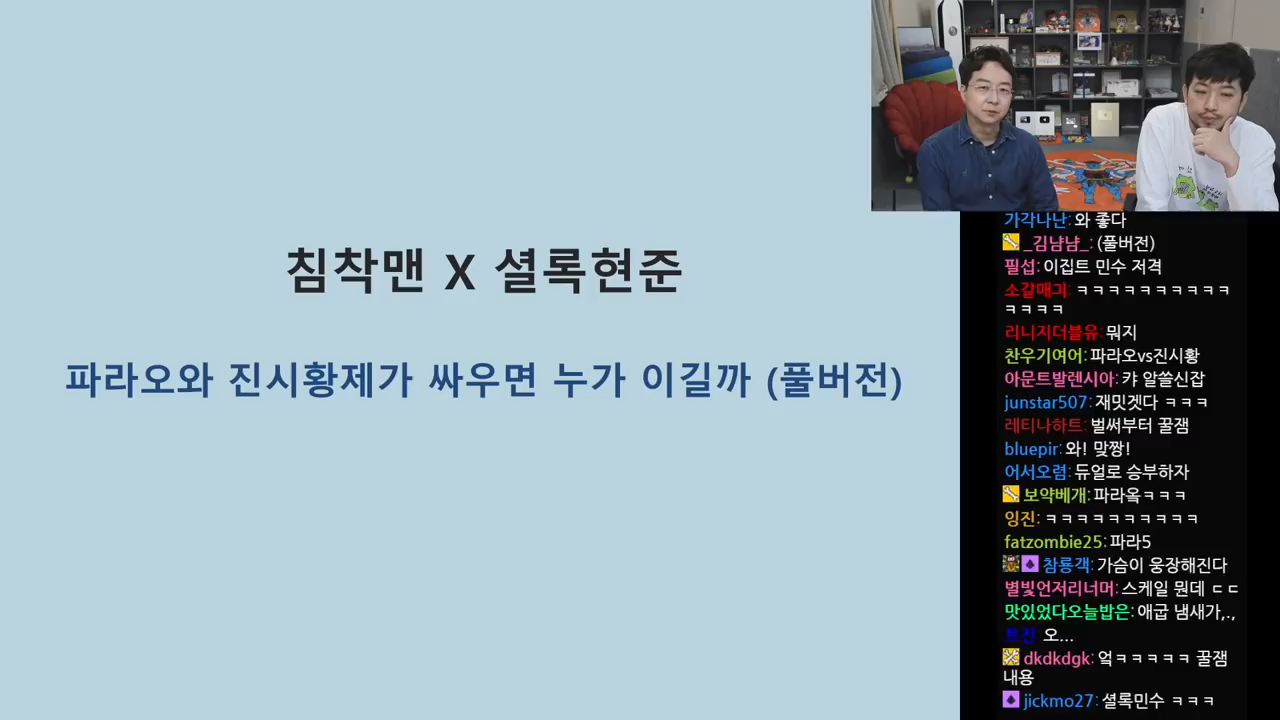 침착맨 X 셜록현준
파라오와 진시황제가 싸우면 누가 이길까 (풀버전)
가각나난: 와 좋다
_김냠냠_: (풀버전)
필섭: 이집트 민수 저격
소갈매기: ㅋㅋㅋㅋㅋㅋㅋㅋㅋㅋ
ㅋㅋㅋㅋ
리니지더블유: 뭐지
찬우기여어: 파라오vs진시황
아문트발렌시아: 캬 알쓸신잡
junstar507: 재밋겟다 ㅋㅋㅋ
레티나하트: 벌써부터 꿀잼
bluepir: 와! 맞짱!
어서오렴: 듀얼로 승부하자
보약베개: 파라옼ㅋㅋㅋ
잉진: ㅋㅋㅋㅋㅋㅋㅋㅋㅋㅋ
fatzombie25: 파라5
참룡객: 가슴이 웅장해진다
별빛언저리너머: 스케일 뭔데 ㄷㄷ
맛있었다오늘밥은: 애굽 냄새가,.,
오...
dkdkdgk: 엌ㅋㅋㅋㅋㅋ 꿀잼
내용
jickmo27: 셜록민수 ㅋㅋㅋ